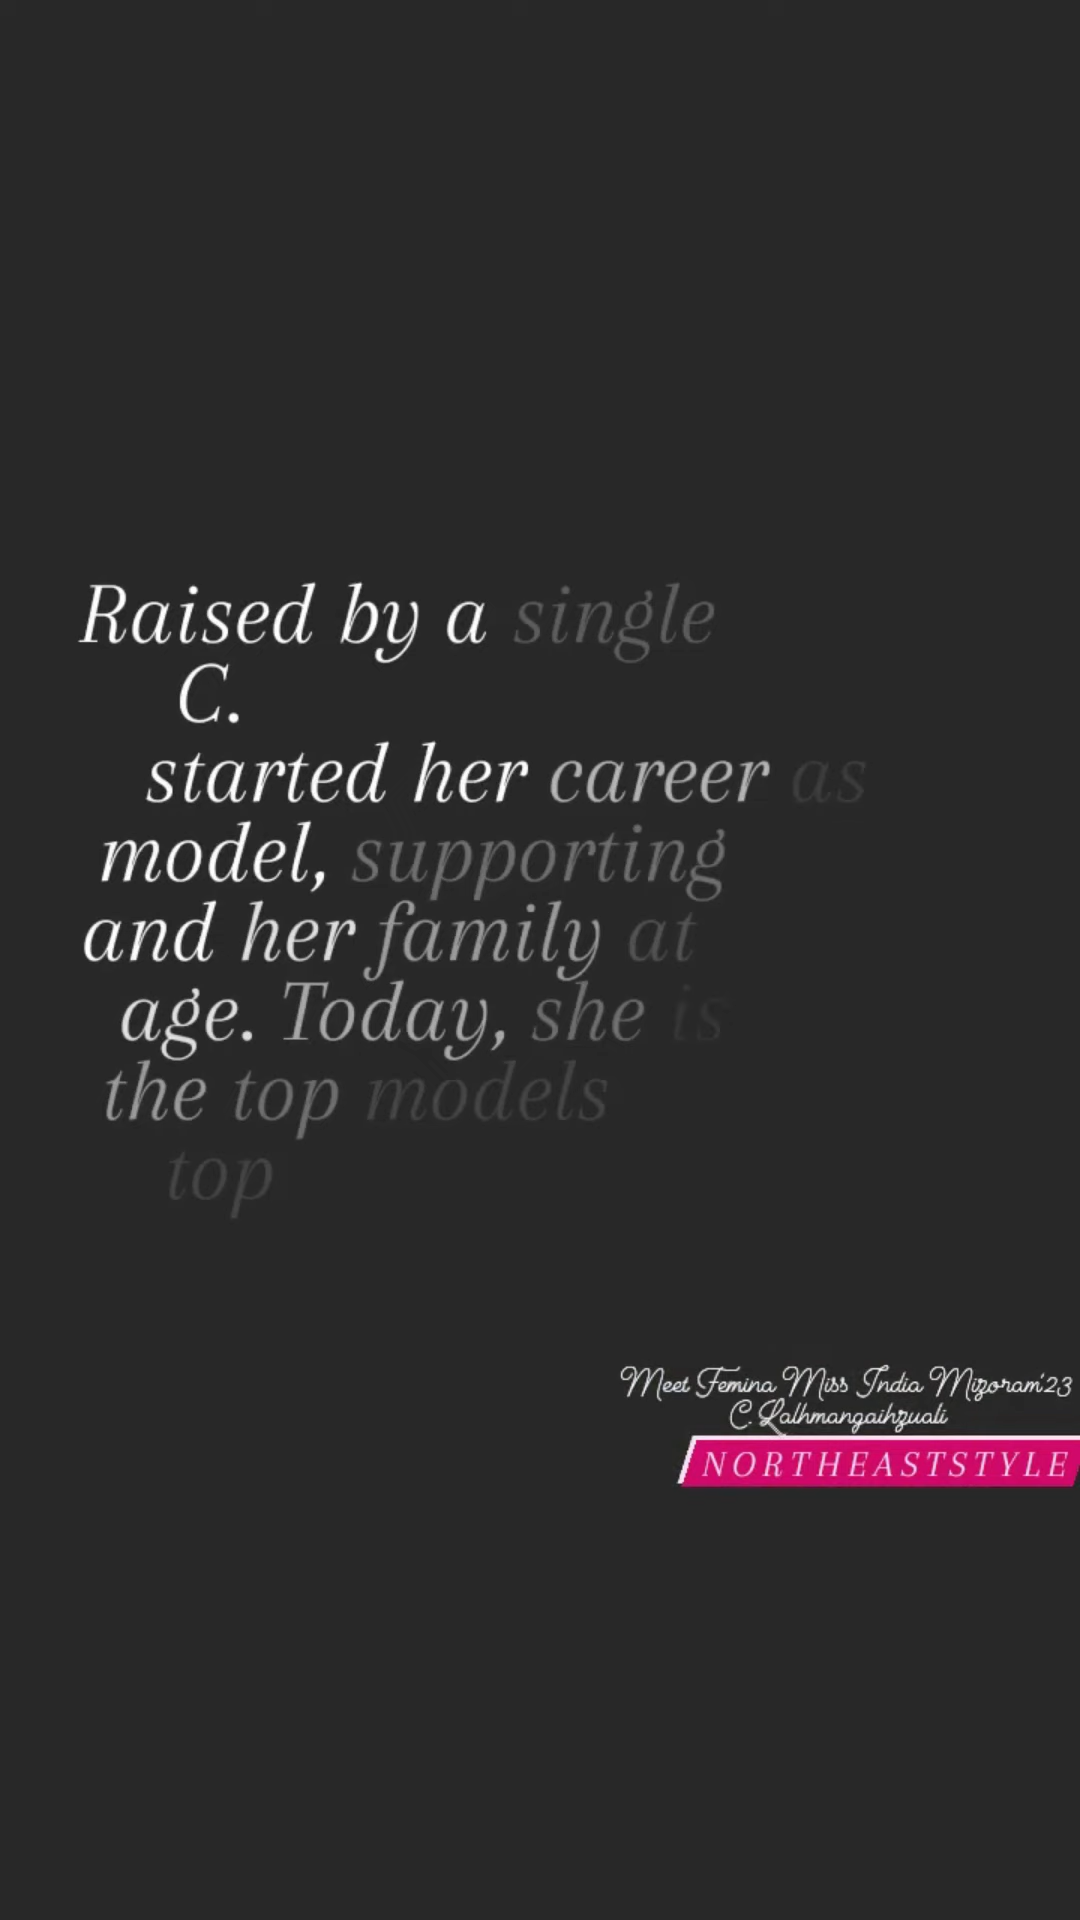 Raised by a single
C.
started her career as
model, supporting
and her family at
age. Today, she is
the top models
top
Meet Femina Miss India Mizoram'23
C. Lalhmangaihzuali
NORTHEASTSTYLE